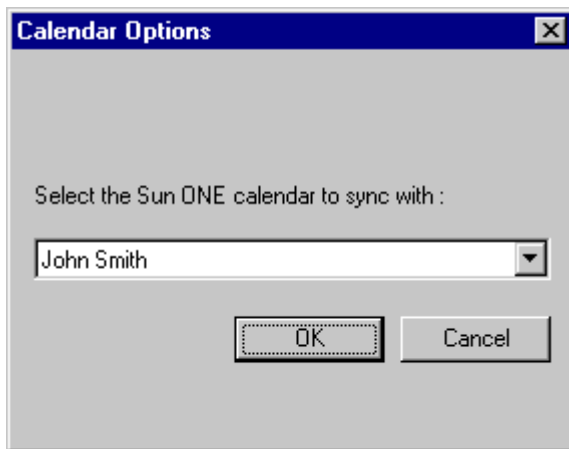 Calendar Options
Select the Sun ONE calendar to sync with :
John Smith
OK
Cancel